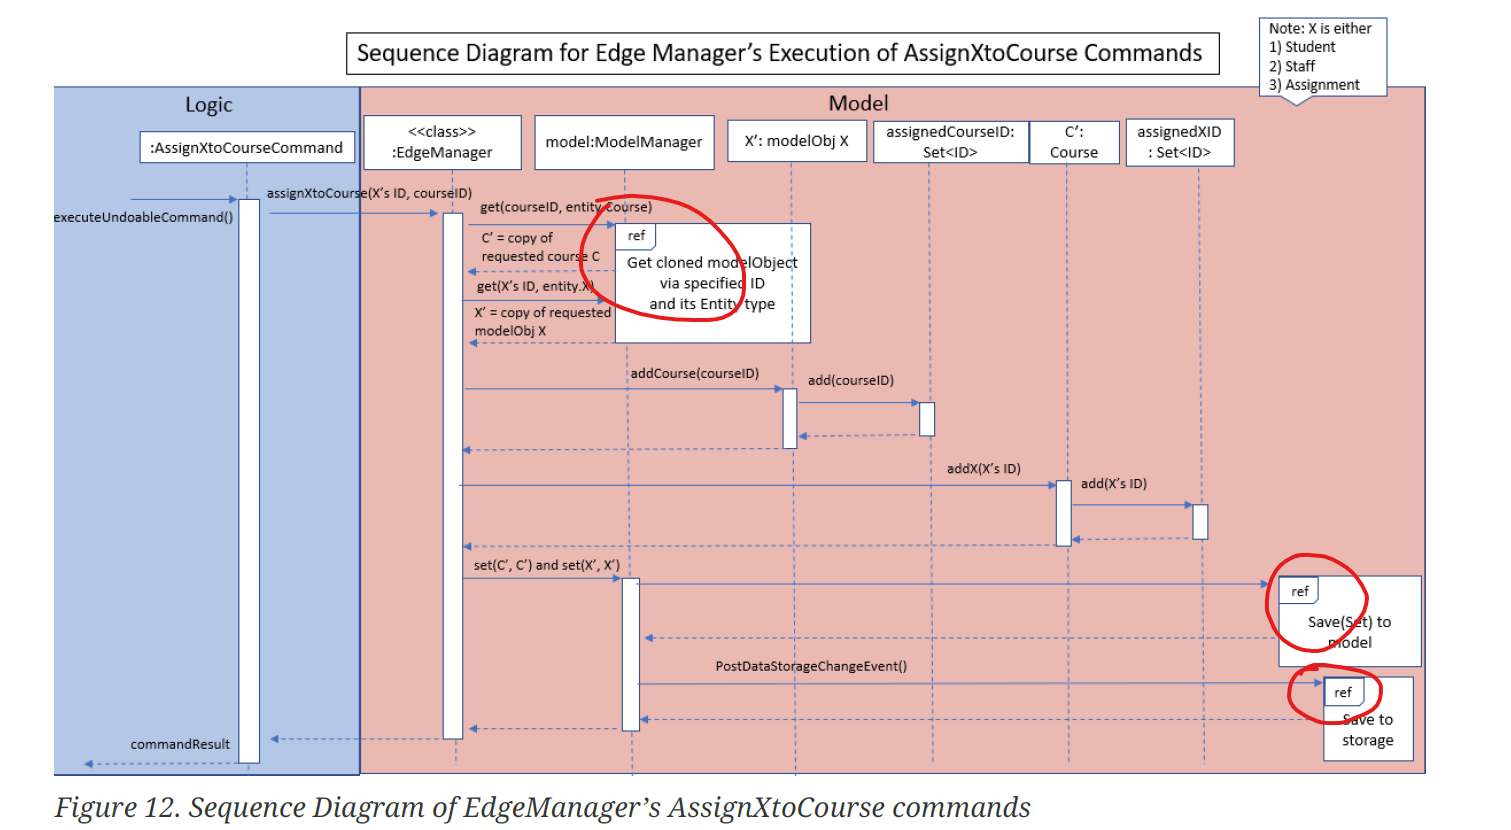 Sequence Diagram for Edge Manager’s Execution of AssignXtoCourse Commands
Note: X is either
1) Student
2) Staff
3) Assignment
Logic
Model
:AssignXtoCourseCommand
<<class>>
:EdgeManager
model:ModelManager
X’: modelObj X
assignedCourseID:
Set<ID>
C’:
Course
assignedXID
: Set<ID>
executeUndoableCommand()
assignXtoCourse(X’s ID, courseID)
get(courseID, entity.Course)
C’ = copy of
requested course C
get(X’s ID, entity.X)
X’ = copy of requested
modelObj X
ref
Get cloned modelObject
via specified ID
and its Entity type
addCourse(courseID)
add(courseID)
addX(X’s ID)
add(X’s ID)
set(C’, C’) and set(X’, X’)
ref
Save(Set) to
model
PostDataStorageChangeEvent()
ref
Save to
storage
commandResult
Figure 12. Sequence Diagram of EdgeManager’s AssignXtoCourse commands